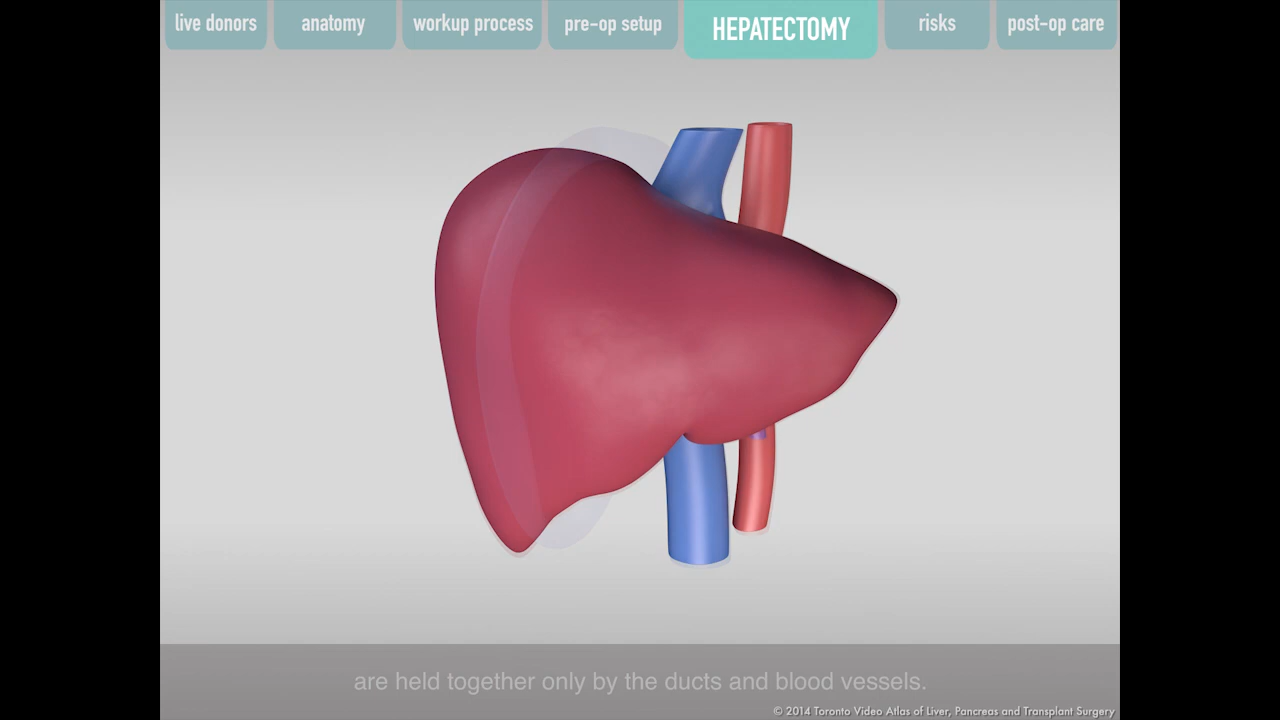 live donors
anatomy
workup process
pre-op setup
HEPATECTOMY
risks
post-op care
are held together only by the ducts and blood vessels.
© 2014 Toronto Video Atlas of Liver, Pancreas and Transplant Surgery